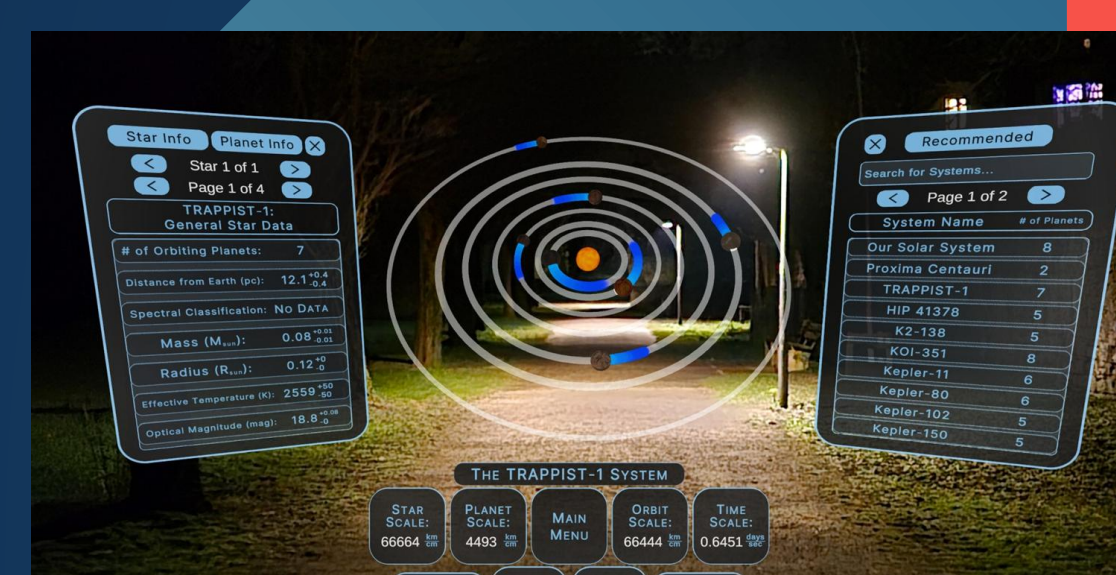 Star Info
Planet Info
X
<
Star 1 of 1
>
<
Page 1 of 4
>
TRAPPIST-1:
General Star Data
# of Orbiting Planets: 7
Distance from Earth (pc): 12.1 +0.4 -0.4
Spectral Classification: No Data
Mass (Msun): 0.08 +0.01 -0.01
Radius (Rsun): 0.12 +0 -0
Effective Temperature (K): 2559 +50 -50
Optical Magnitude (mag): 18.8 +0.08 -0
X
Recommended
Search for Systems...
<
Page 1 of 2
>
System Name # of Planets
Our Solar System 8
Proxima Centauri 2
TRAPPIST-1 7
HIP 41378 5
K2-138 5
KOI-351 8
Kepler-11 6
Kepler-80 6
Kepler-102 5
Kepler-150 5
The TRAPPIST-1 System
Star
Scale:
66664 km/cm
Planet
Scale:
4493 km/cm
Main
Menu
Orbit
Scale:
66444 km/cm
Time
Scale:
0.6451 days/sec